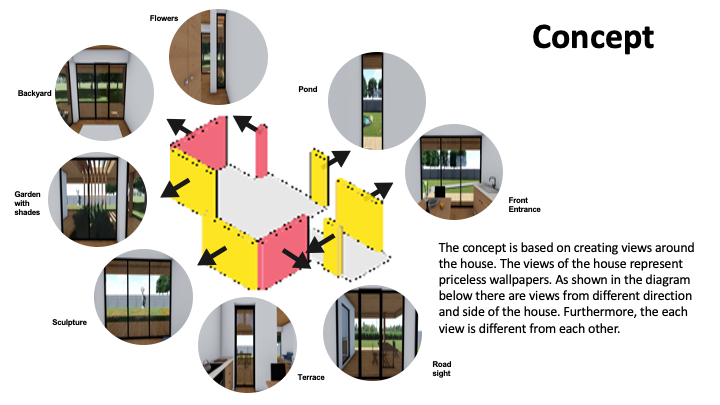 Concept
Flowers
Backyard
Pond
Garden
with
shades
Front
Entrance
Sculpture
Terrace
Road
sight
The concept is based on creating views around
the house. The views of the house represent
priceless wallpapers. As shown in the diagram
below there are views from different direction
and side of the house. Furthermore, the each
view is different from each other.